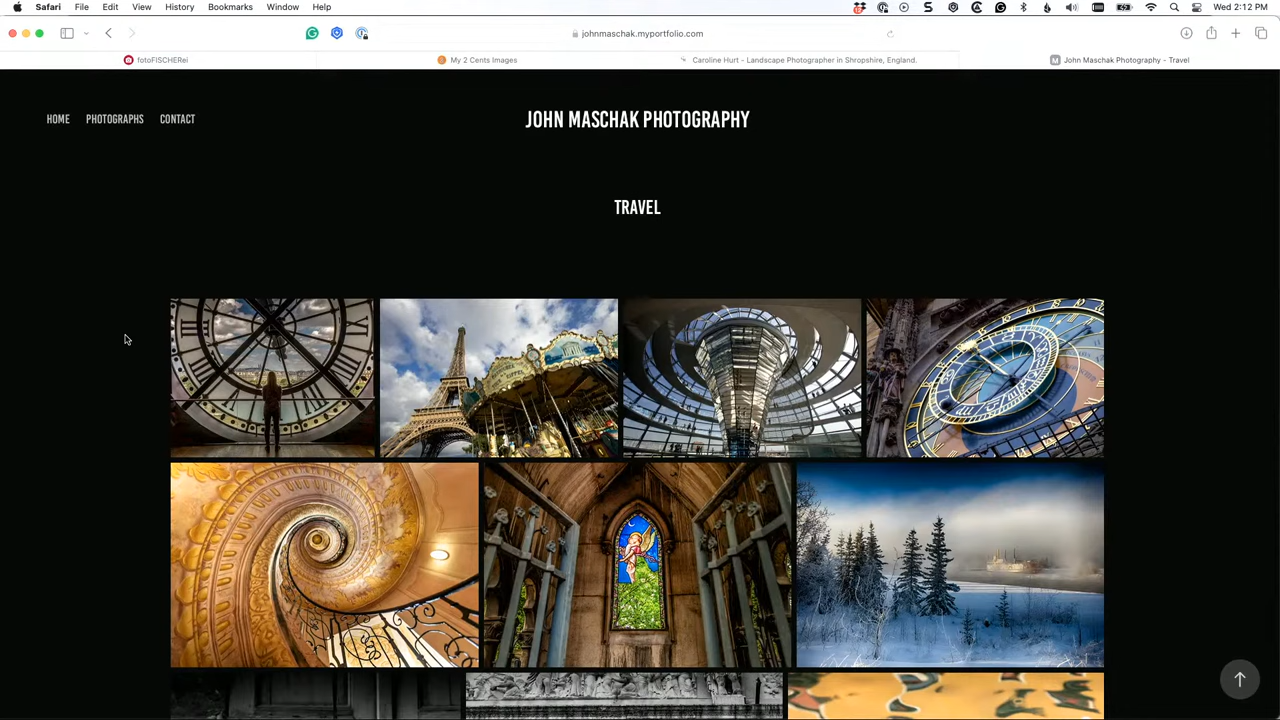 Safari File Edit View History Bookmarks Window Help
Wed 2:12 PM
johnmaschak.myportfolio.com
fotoFISCHERei
My 2 Cents Images
Caroline Hurt - Landscape Photographer in Shropshire, England.
M John Maschak Photography - Travel
HOME PHOTOGRAPHS CONTACT
JOHN MASCHAK PHOTOGRAPHY
TRAVEL